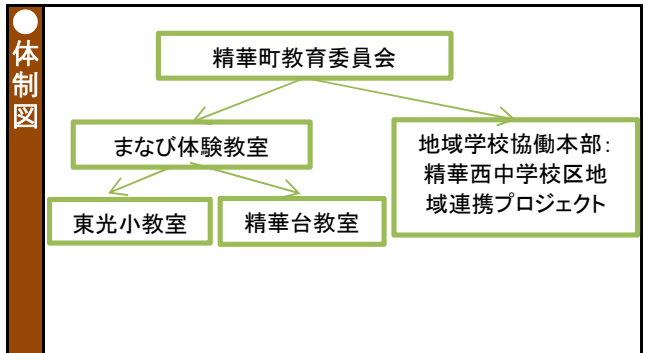 ●体制図
精華町教育委員会
まなび体験教室
地域学校協働本部:
精華西中学校区地
域連携プロジェクト
東光小教室
精華台教室